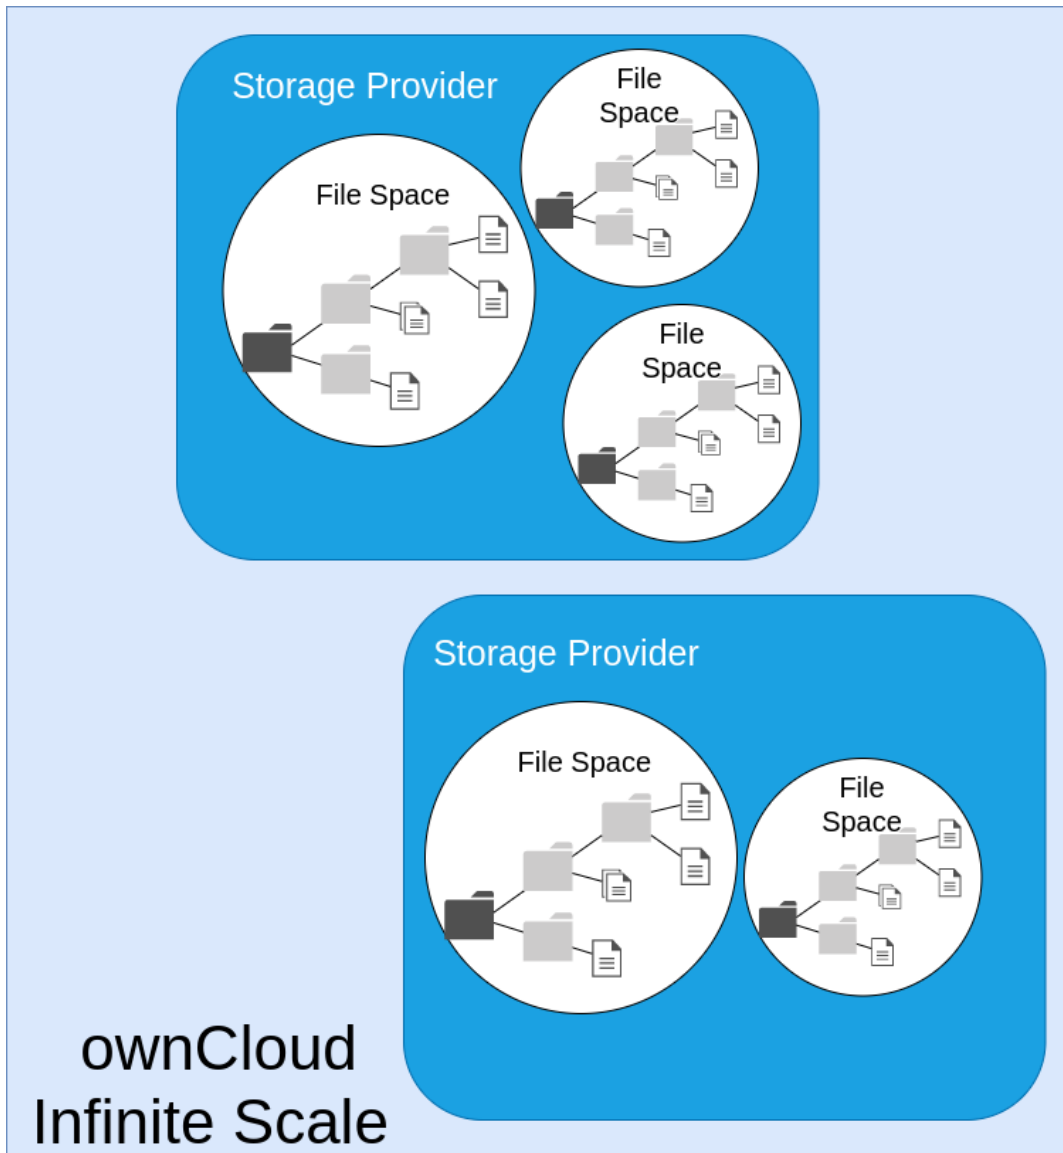 Storage Provider
File
Space
File Space
File
Space
Storage Provider
File Space
File
Space
ownCloud
Infinite Scale